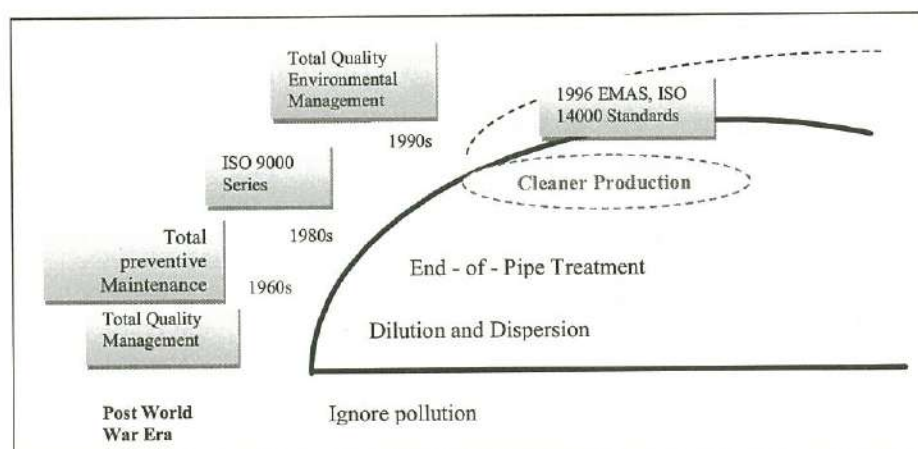 Total Quality
Environmental
Management
1996 EMAS, ISO
14000 Standards
1990s
ISO 9000
Series
Cleaner Production
1980s
Total
preventive
Maintenance
End - of - Pipe Treatment
1960s
Total Quality
Management
Dilution and Dispersion
Post World
War Era
Ignore pollution